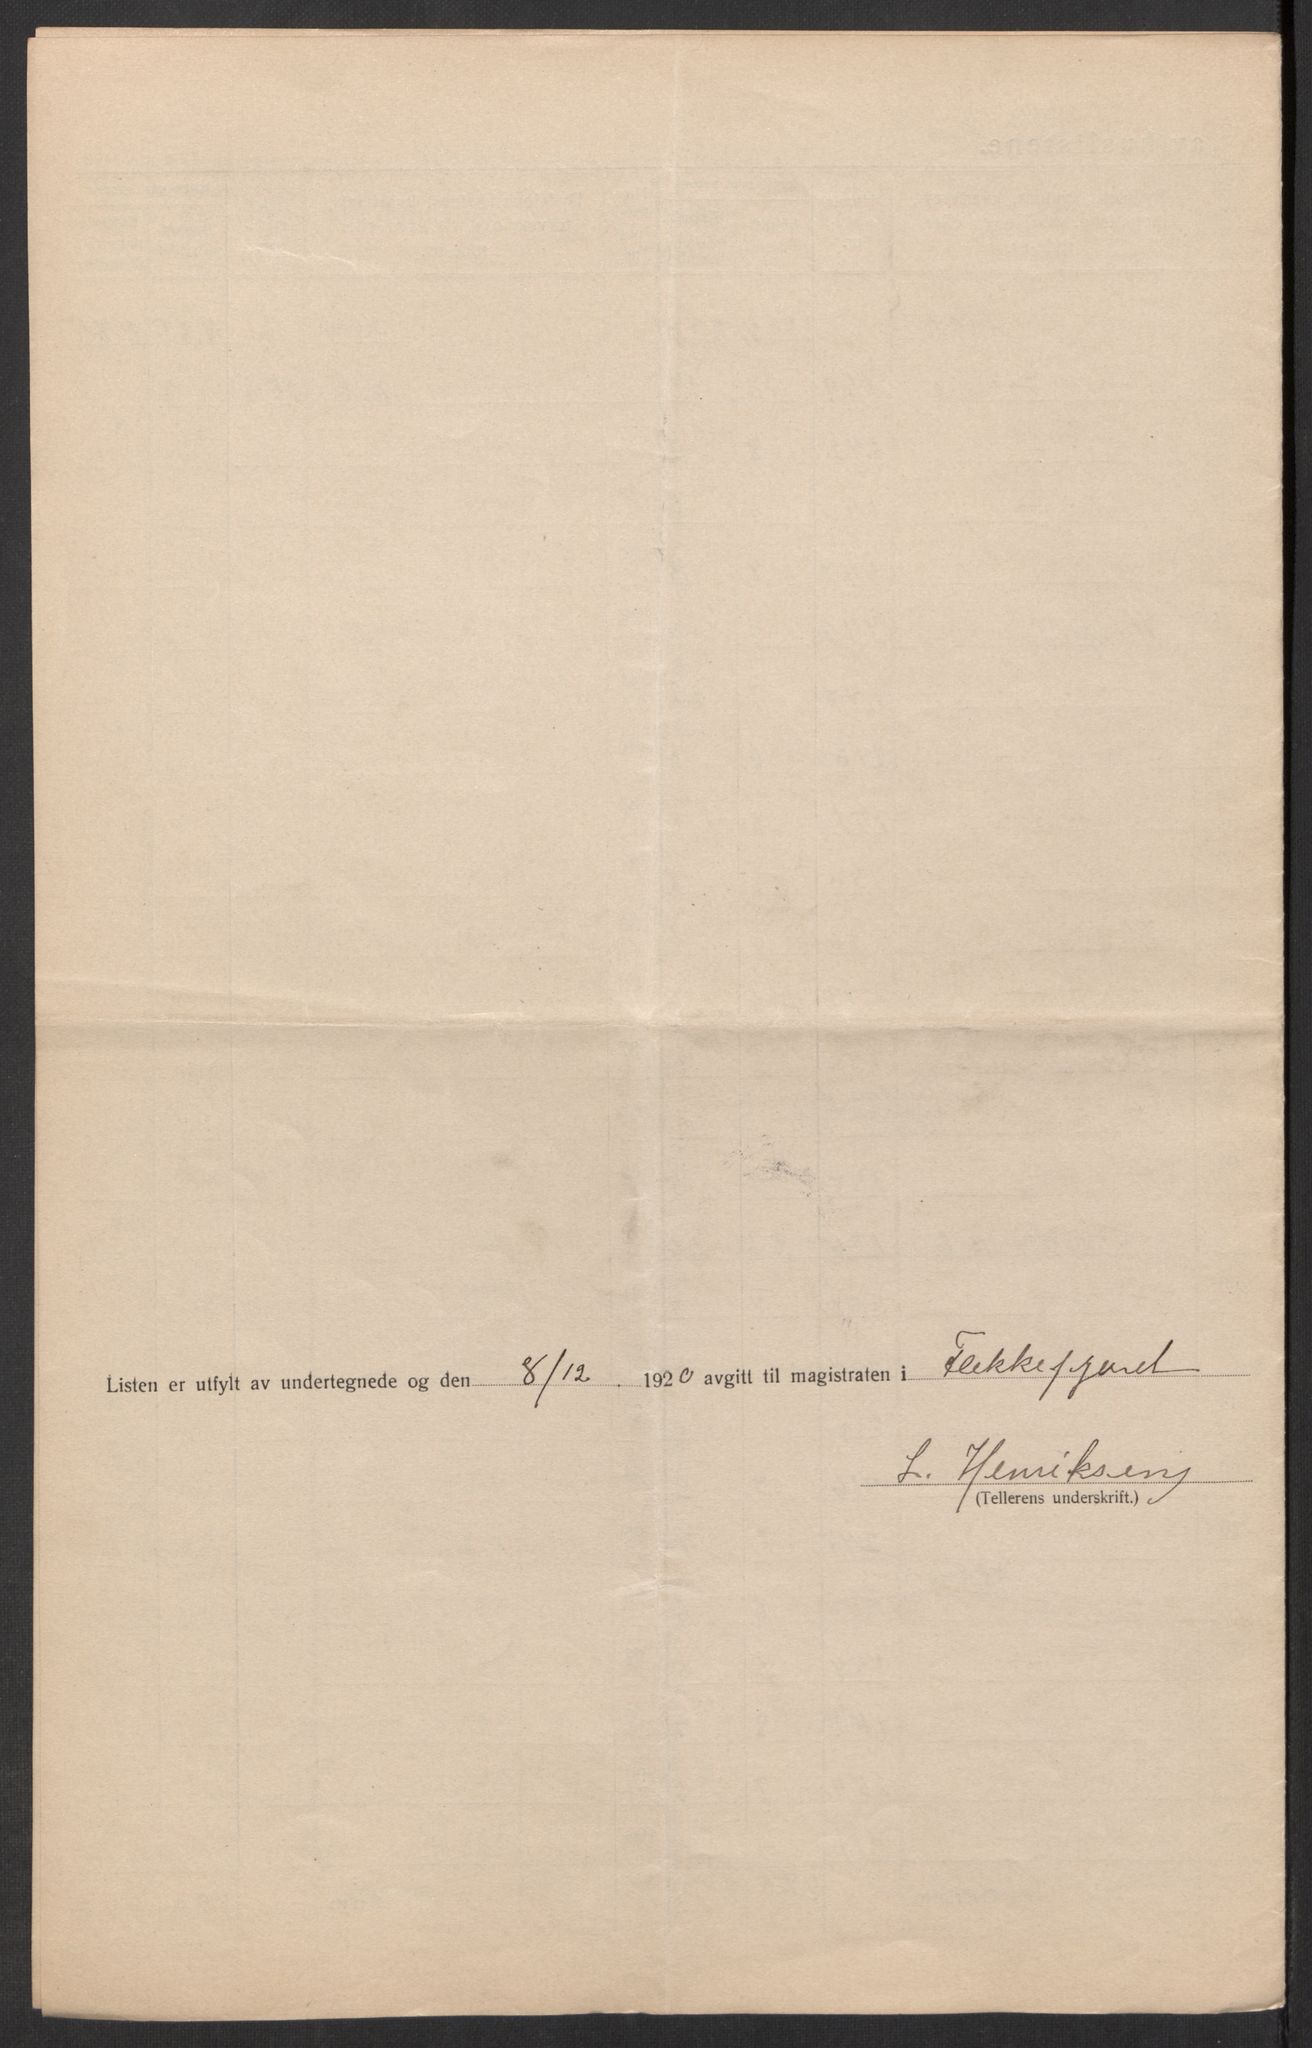 Listen er utfylt av undertegnede og den 8/12. 1920 avgitt til magistraten i Flekkefjord
L. Henriksen
(Tellerens underskrift.)